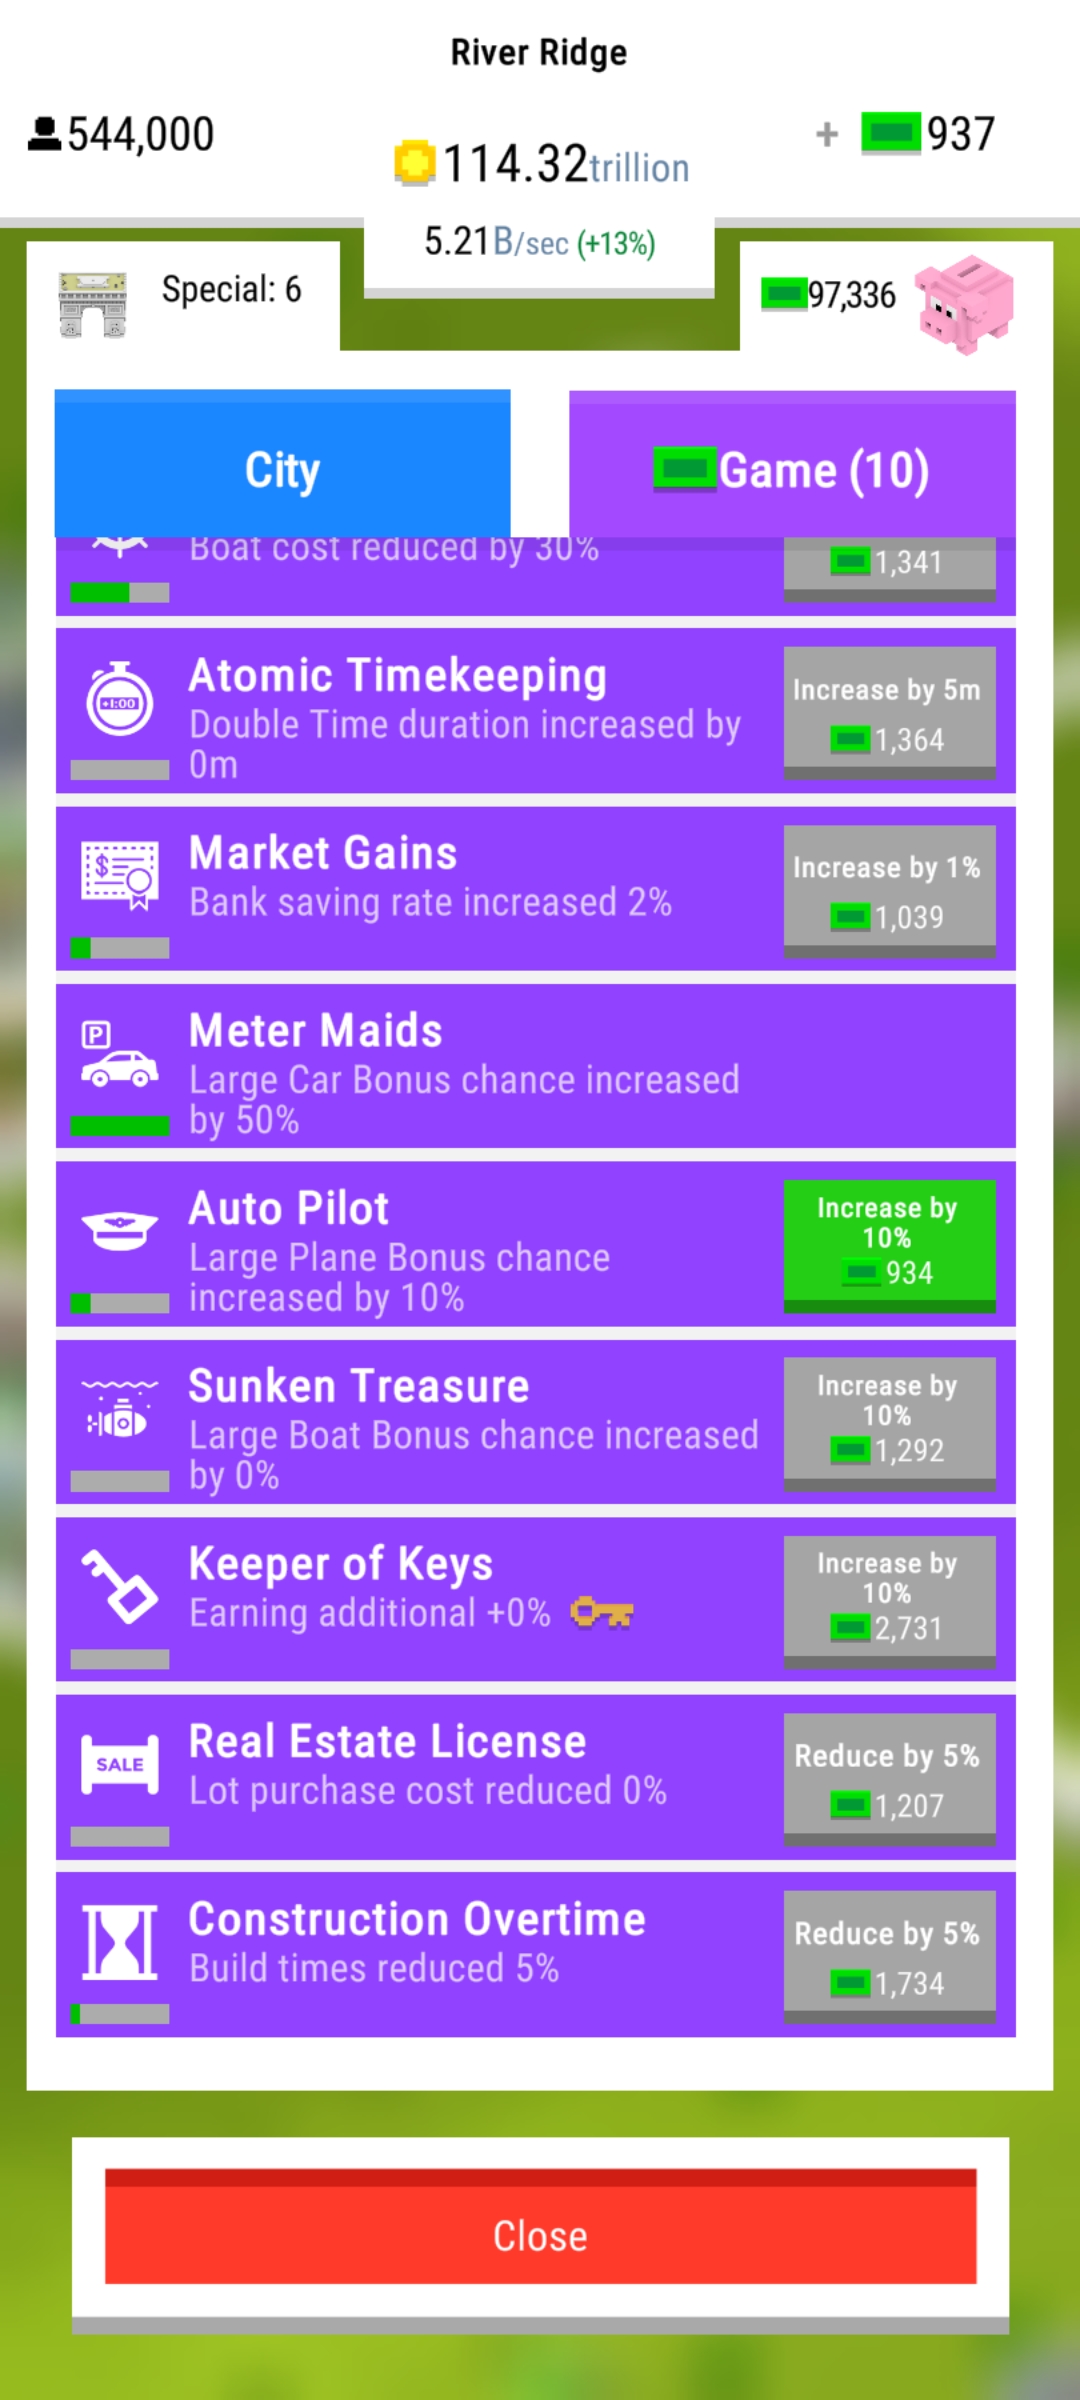 River Ridge
544,000
114.32trillion
+ 937
5.21B/sec (+13%)
Special: 6
97,336
City
Game (10)
Boat cost reduced by 30%
1,341
+1:00
Atomic Timekeeping
Double Time duration increased by
0m
Increase by 5m
1,364
$
Market Gains
Bank saving rate increased 2%
Increase by 1%
1,039
P
Meter Maids
Large Car Bonus chance increased
by 50%
Auto Pilot
Large Plane Bonus chance
increased by 10%
Increase by
10%
934
Sunken Treasure
Large Boat Bonus chance increased
by 0%
Increase by
10%
1,292
Keeper of Keys
Earning additional +0%
Increase by
10%
2,731
SALE
Real Estate License
Lot purchase cost reduced 0%
Reduce by 5%
1,207
Construction Overtime
Build times reduced 5%
Reduce by 5%
1,734
Close